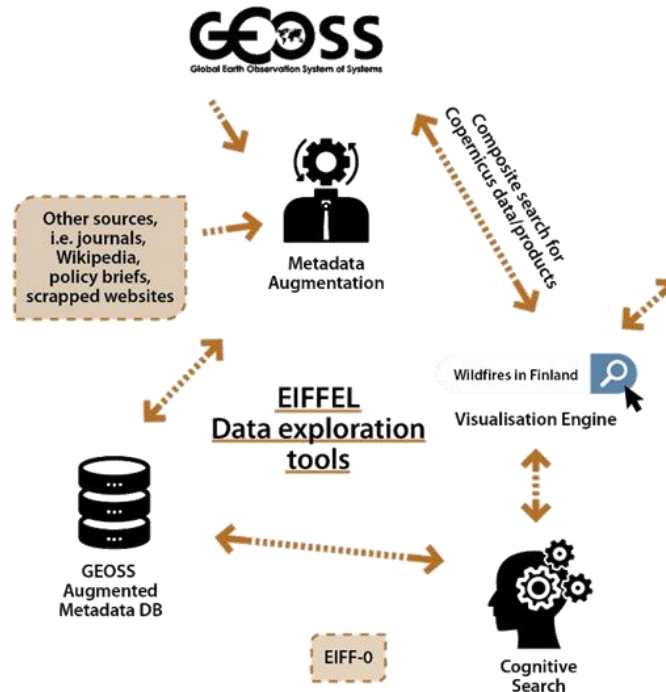 GEOSS
Global Earth Observation System of Systems
Composite search for
Copernicus data/products
Other sources,
i.e. journals,
Wikipedia,
policy briefs,
scrapped websites
Metadata
Augmentation
Wildfires in Finland
Visualisation Engine
EIFFEL
Data exploration
tools
GEOSS
Augmented
Metadata DB
EIFF-0
Cognitive
Search